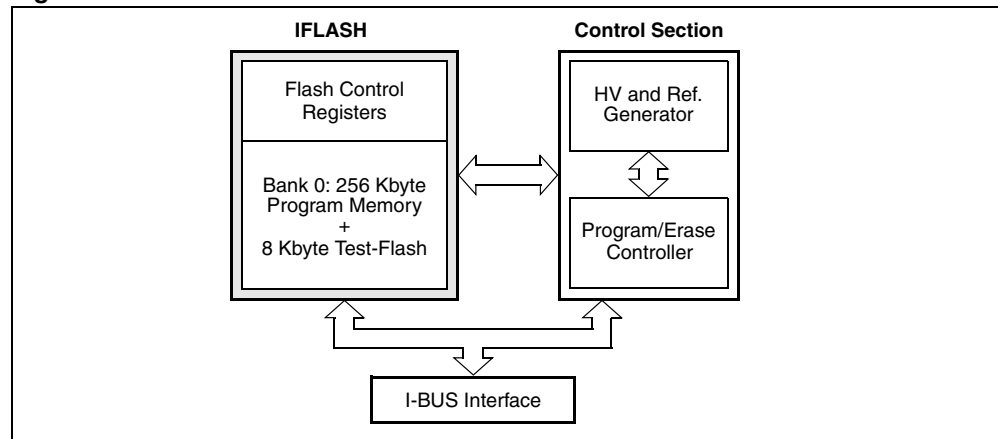 IFLASH
Control Section
Flash Control
Registers
HV and Ref.
Generator
Bank 0: 256 Kbyte
Program Memory
+
8 Kbyte Test-Flash
Program/Erase
Controller
I-BUS Interface